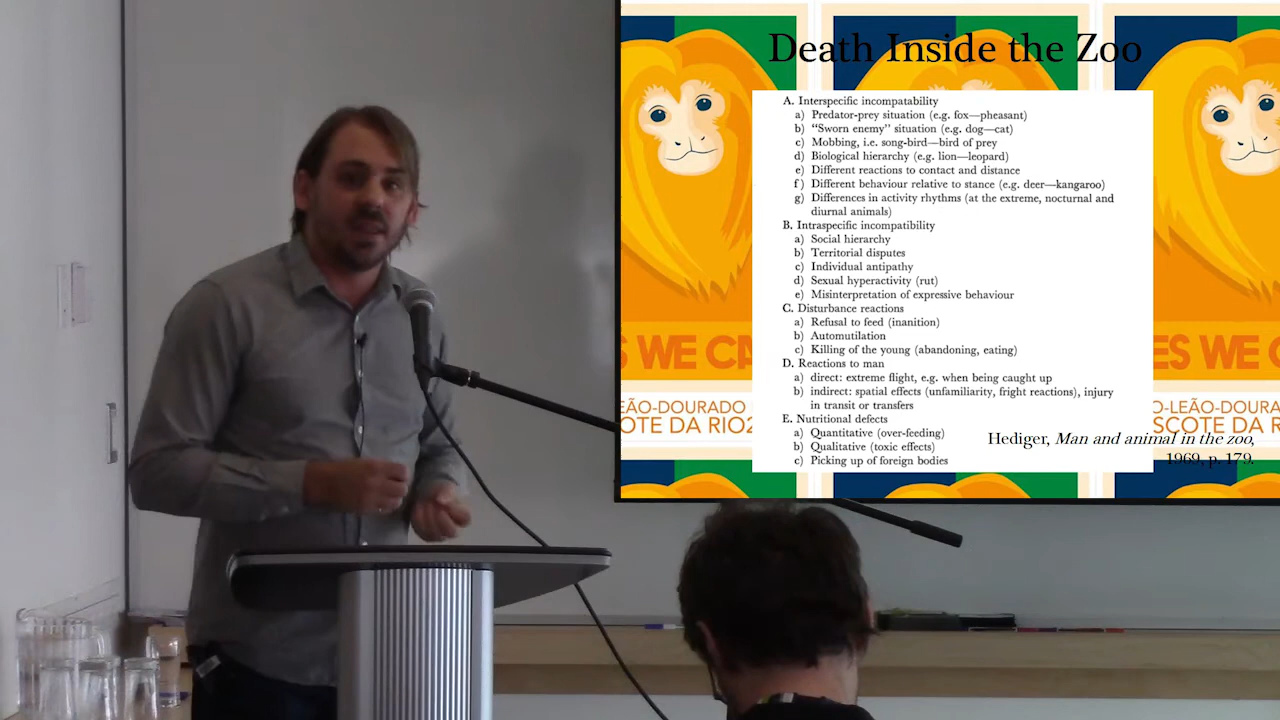 Death Inside the Zoo
A. Interspecific incompatability
a) Predator-prey situation (e.g. fox—pheasant)
b) “Sworn enemy” situation (e.g. dog—cat)
c) Mobbing, i.e. song-bird—bird of prey
d) Biological hierarchy (e.g. lion—leopard)
e) Different reactions to contact and distance
f) Different behaviour relative to stance (e.g. deer—kangaroo)
g) Differences in activity rhythms (at the extreme, nocturnal and
diurnal animals)
B. Intraspecific incompatibility
a) Social hierarchy
b) Territorial disputes
c) Individual antipathy
d) Sexual hyperactivity (rut)
e) Misinterpretation of expressive behaviour
C. Disturbance reactions
a) Refusal to feed (inanition)
b) Automutilation
c) Killing of the young (abandoning, eating)
D. Reactions to man
a) direct: extreme flight, e.g. when being caught up
b) indirect: spatial effects (unfamiliarity, fright reactions), injury
in transit or transfers
E. Nutritional defects
a) Quantitative (over-feeding)
b) Qualitative (toxic effects)
c) Picking up of foreign bodies
Hediger, Man and animal in the zoo,
1969, p. 179.
S WE CA
ES WE C
EÃO-DOURADO
OTE DA RIO2
O-LEÃO-DOURA
SCOTE DA R